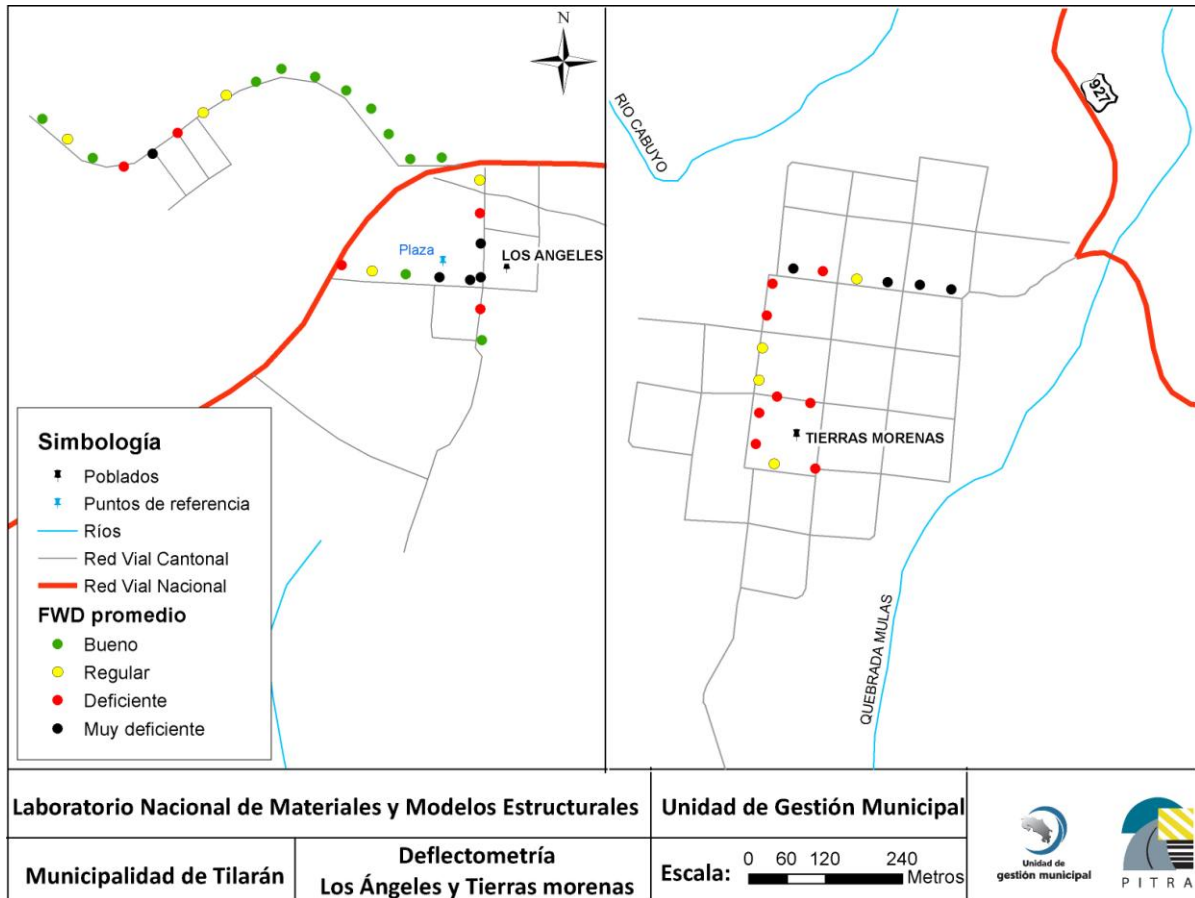 N
RIO CABUYO
927
Plaza
LOS ANGELES
TIERRAS MORENAS
QUEBRADA MULAS
Simbología
Poblados
Puntos de referencia
Ríos
Red Vial Cantonal
Red Vial Nacional
FWD promedio
Bueno
Regular
Deficiente
Muy deficiente
Laboratorio Nacional de Materiales y Modelos Estructurales
Unidad de Gestión Municipal
Municipalidad de Tilarán
Deflectometría
Los Ángeles y Tierras morenas
Escala:
0 60 120 240
Metros
Unidad de
gestión municipal
PITRA